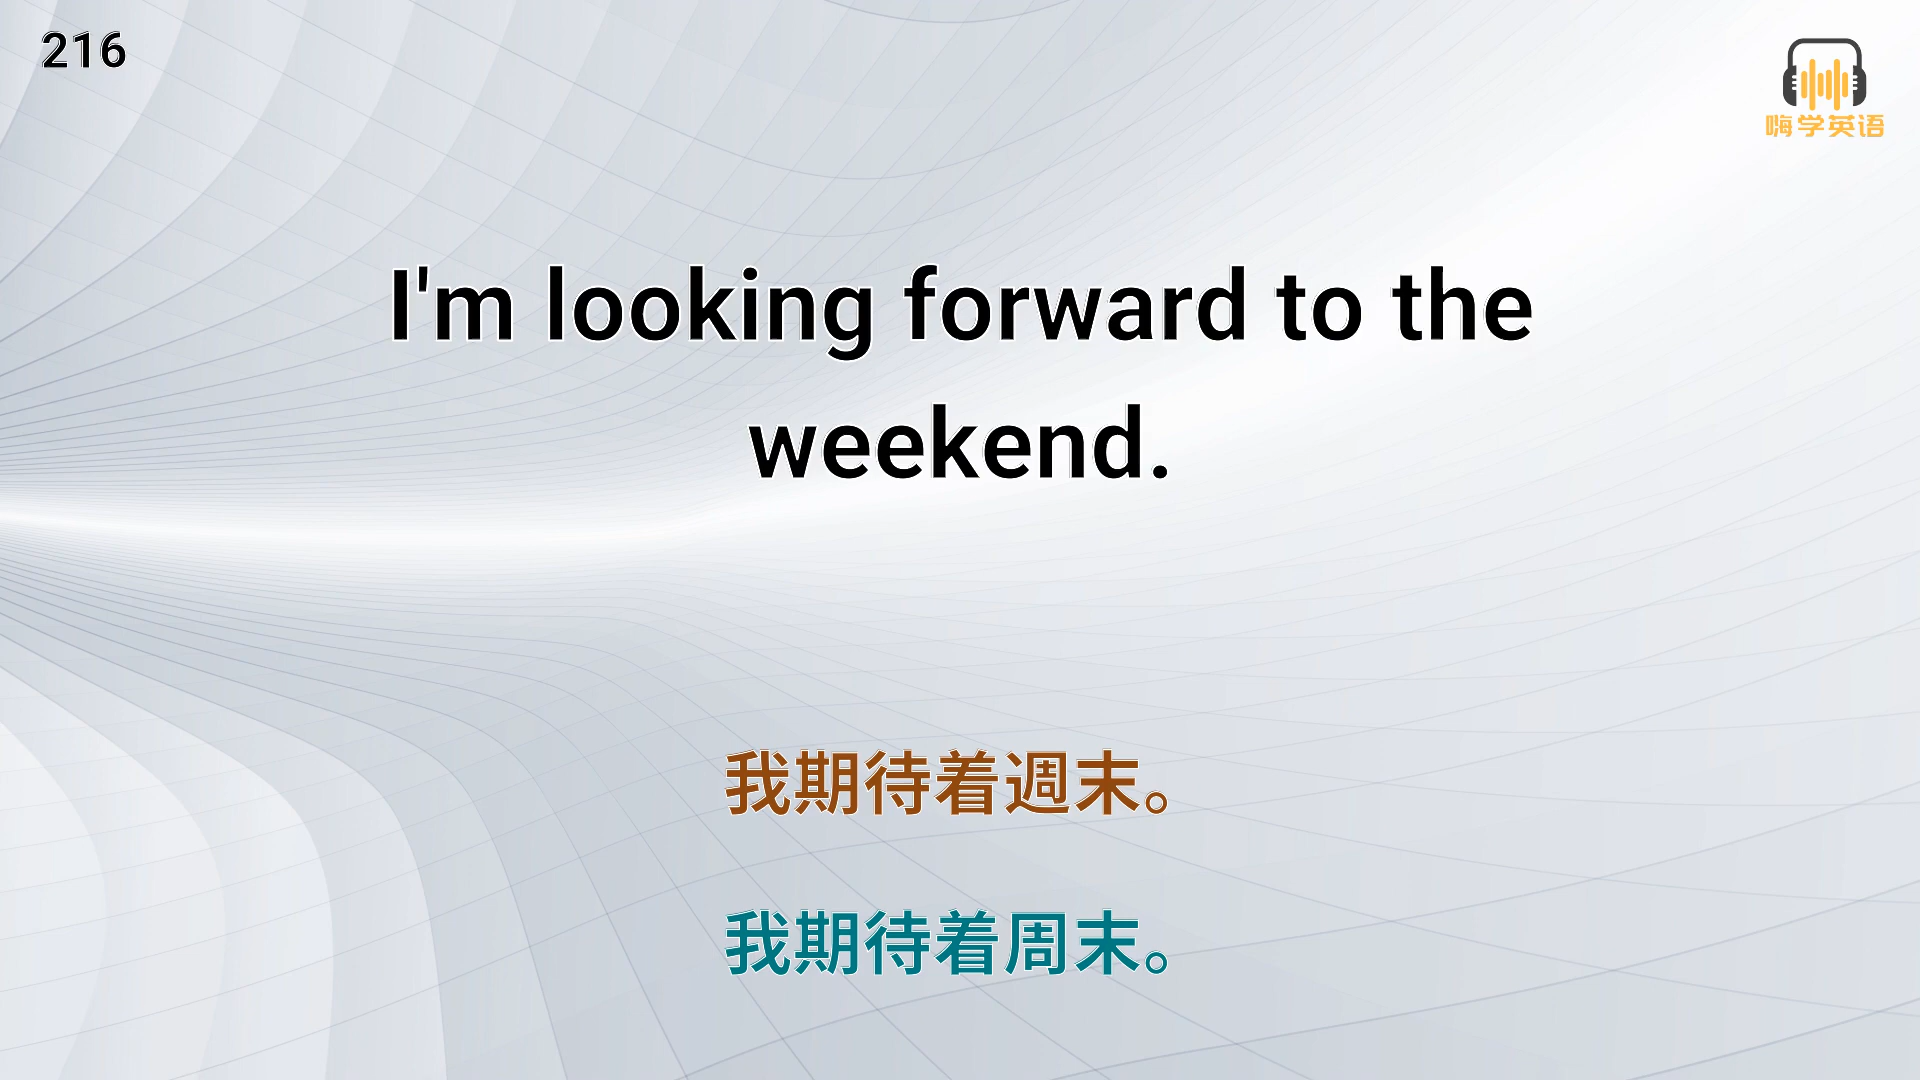 216
嗨学英语
I'm looking forward to the
weekend.
我期待着週末。
我期待着周末。